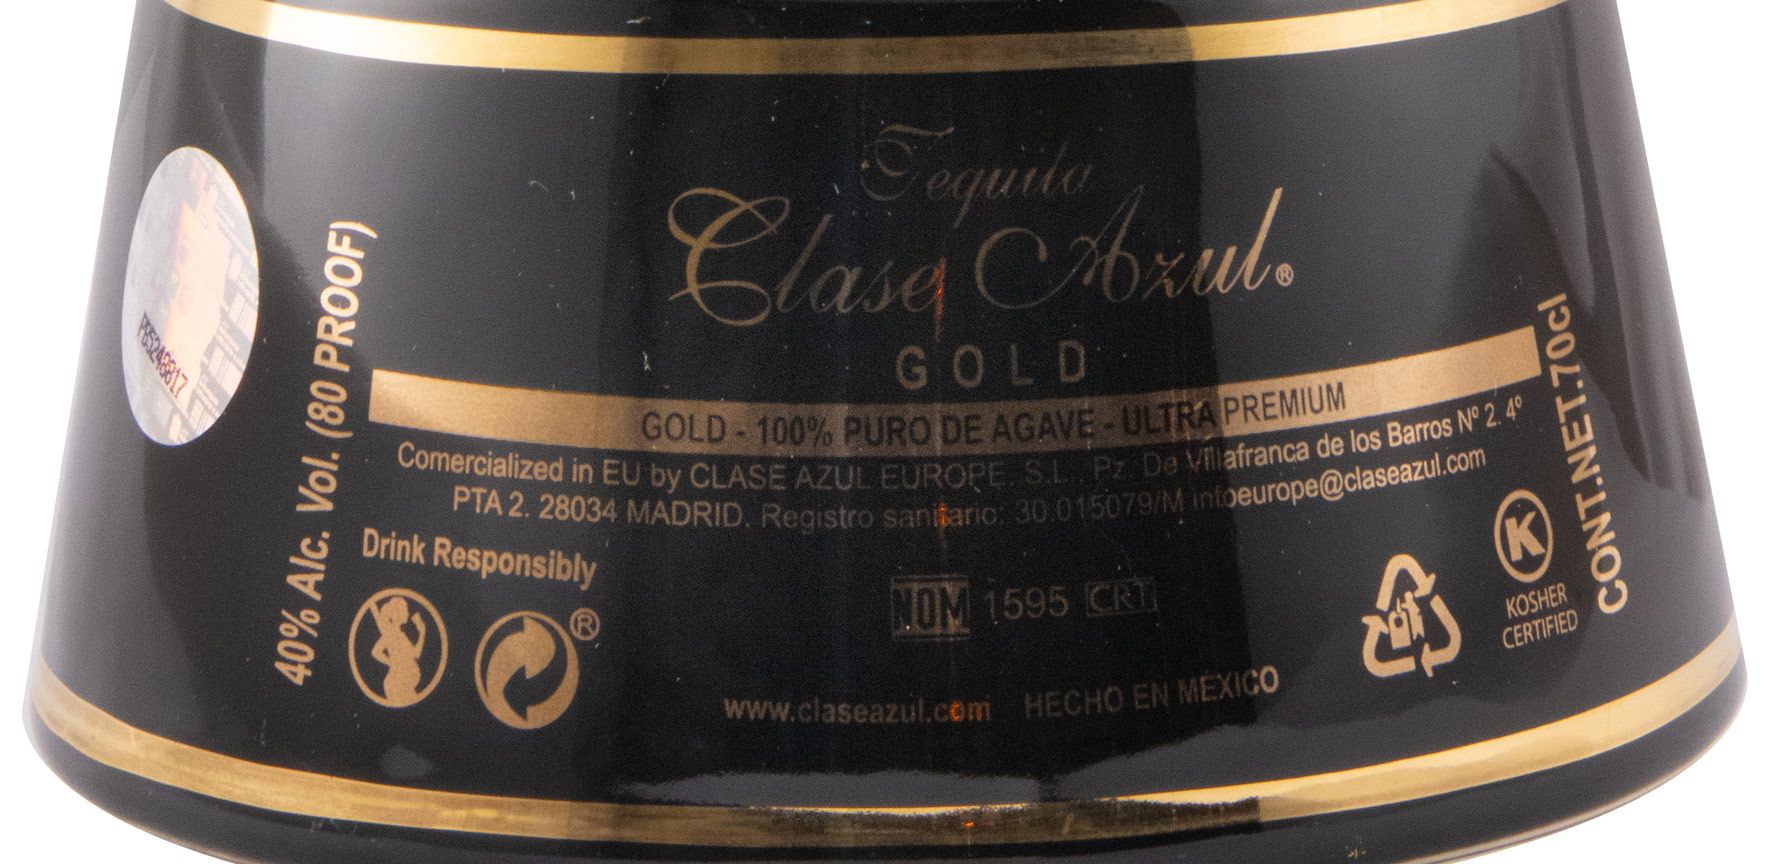 Tequila
Clase Azul®
GOLD
GOLD - 100% PURO DE AGAVE - ULTRA PREMIUM
Comercialized in EU by CLASE AZUL EUROPE. S.L. Pz. De Villafranca de los Barros Nº 2. 4º
PTA 2. 28034 MADRID. Registro sanitario: 30.015079/M infoeurope@claseazul.com
40% Alc. Vol. (80 PROOF)
PB5248817
Drink Responsibly
®
NOM 1595 CRT
www.claseazul.com HECHO EN MÉXICO
K
KOSHER
CERTIFIED
CONT.NET.70cl